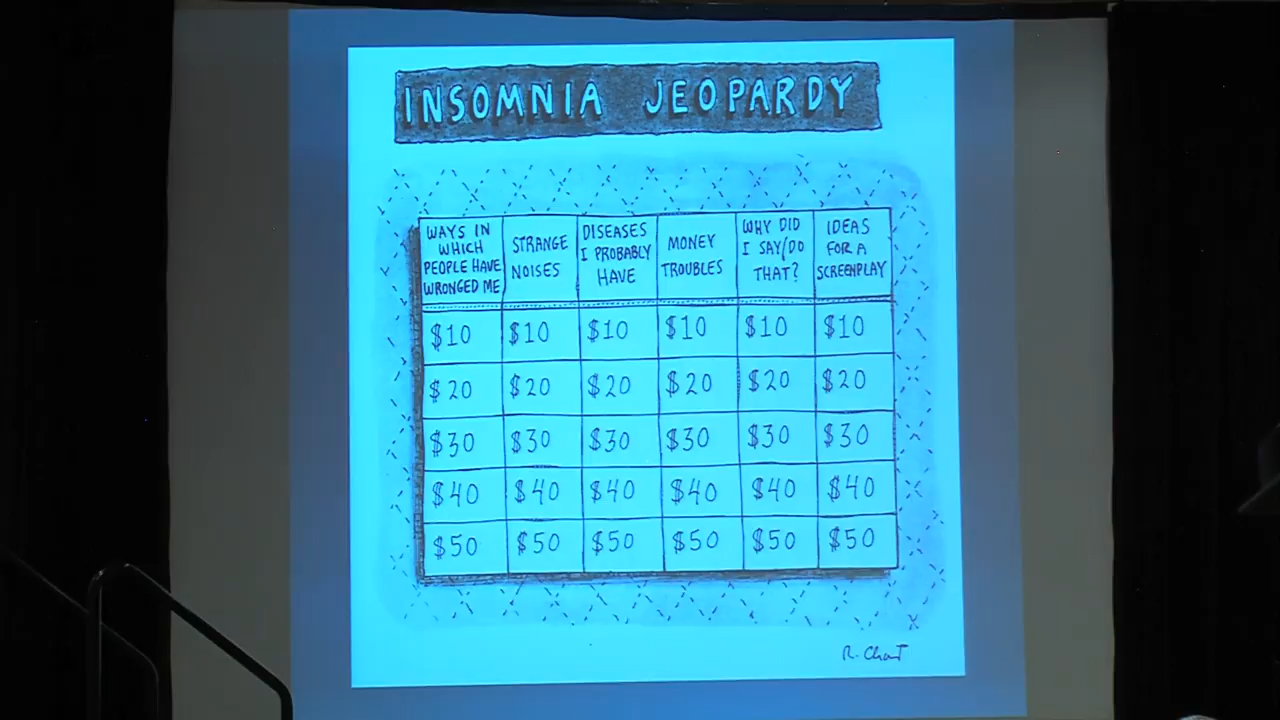 INSOMNIA JEOPARDY
WAYS IN
WHICH
PEOPLE HAVE
WRONGED ME
STRANGE
NOISES
DISEASES
I PROBABLY
HAVE
MONEY
TROUBLES
WHY DID
I SAY/DO
THAT?
IDEAS
FOR A
SCREENPLAY
$10 $10 $10 $10 $10 $10
$20 $20 $20 $20 $20 $20
$30 $30 $30 $30 $30 $30
$40 $40 $40 $40 $40 $40
$50 $50 $50 $50 $50 $50
R. Chast